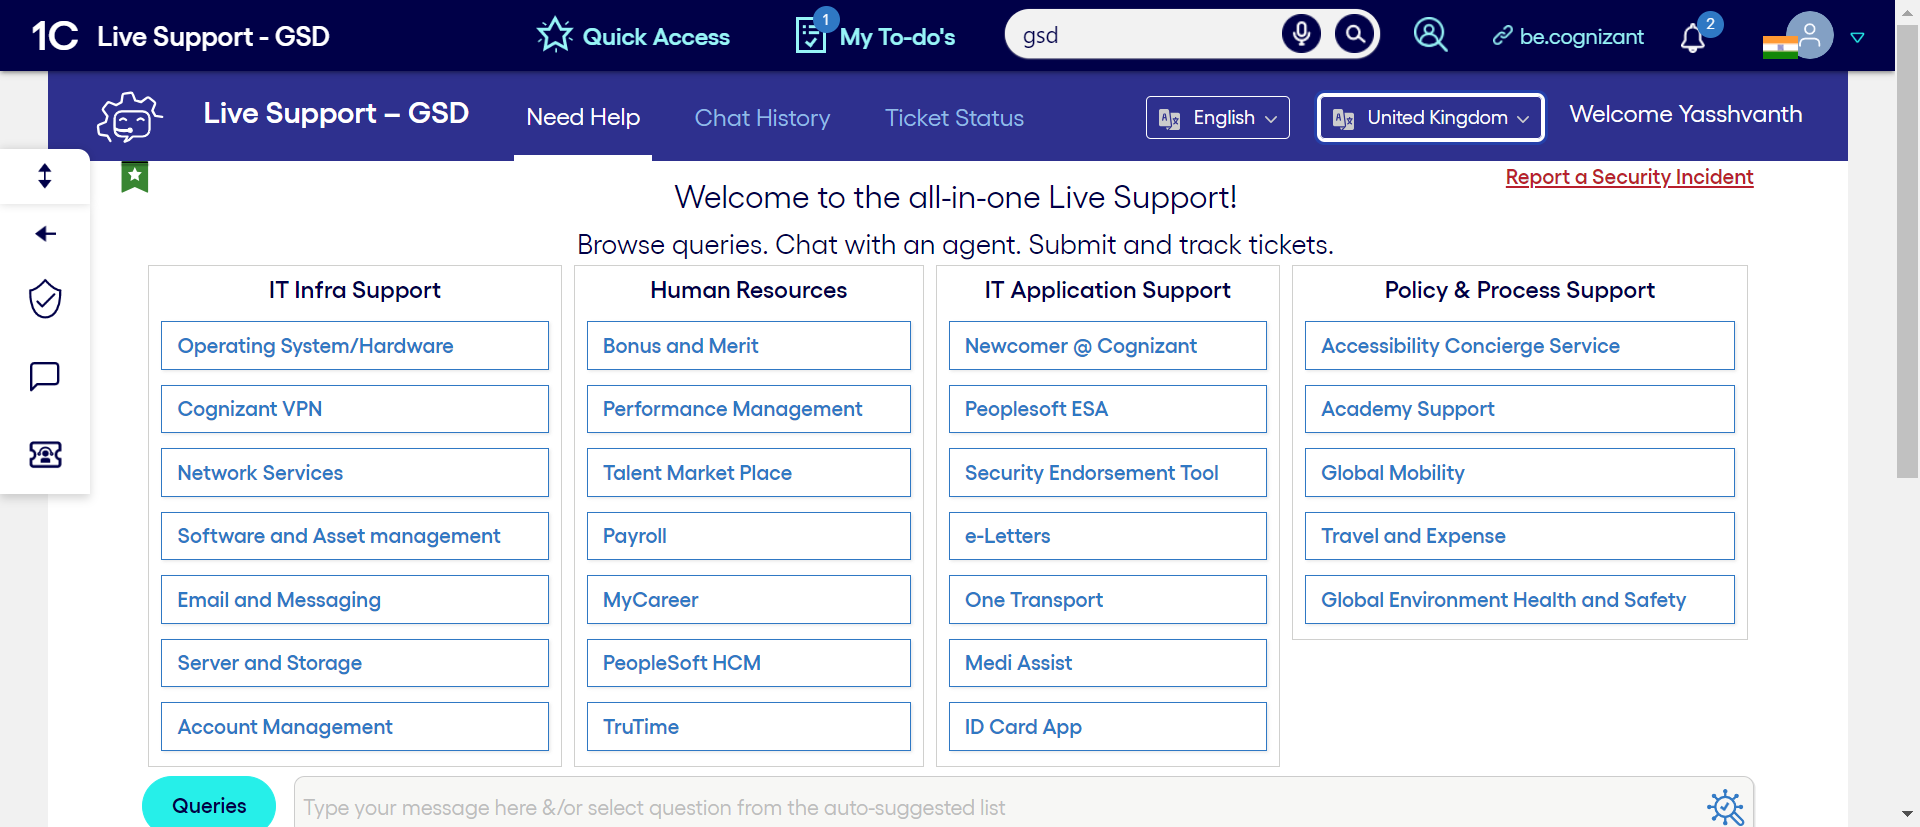 1C Live Support - GSD
Quick Access
1
My To-do's
gsd
be.cognizant
2
Live Support – GSD
Need Help
Chat History
Ticket Status
English
United Kingdom
Welcome Yasshvanth
Report a Security Incident
Welcome to the all-in-one Live Support!
Browse queries. Chat with an agent. Submit and track tickets.
IT Infra Support
Operating System/Hardware
Cognizant VPN
Network Services
Software and Asset management
Email and Messaging
Server and Storage
Account Management
Human Resources
Bonus and Merit
Performance Management
Talent Market Place
Payroll
MyCareer
PeopleSoft HCM
TruTime
IT Application Support
Newcomer @ Cognizant
Peoplesoft ESA
Security Endorsement Tool
e-Letters
One Transport
Medi Assist
ID Card App
Policy & Process Support
Accessibility Concierge Service
Academy Support
Global Mobility
Travel and Expense
Global Environment Health and Safety
Queries
Type your message here &/or select question from the auto-suggested list